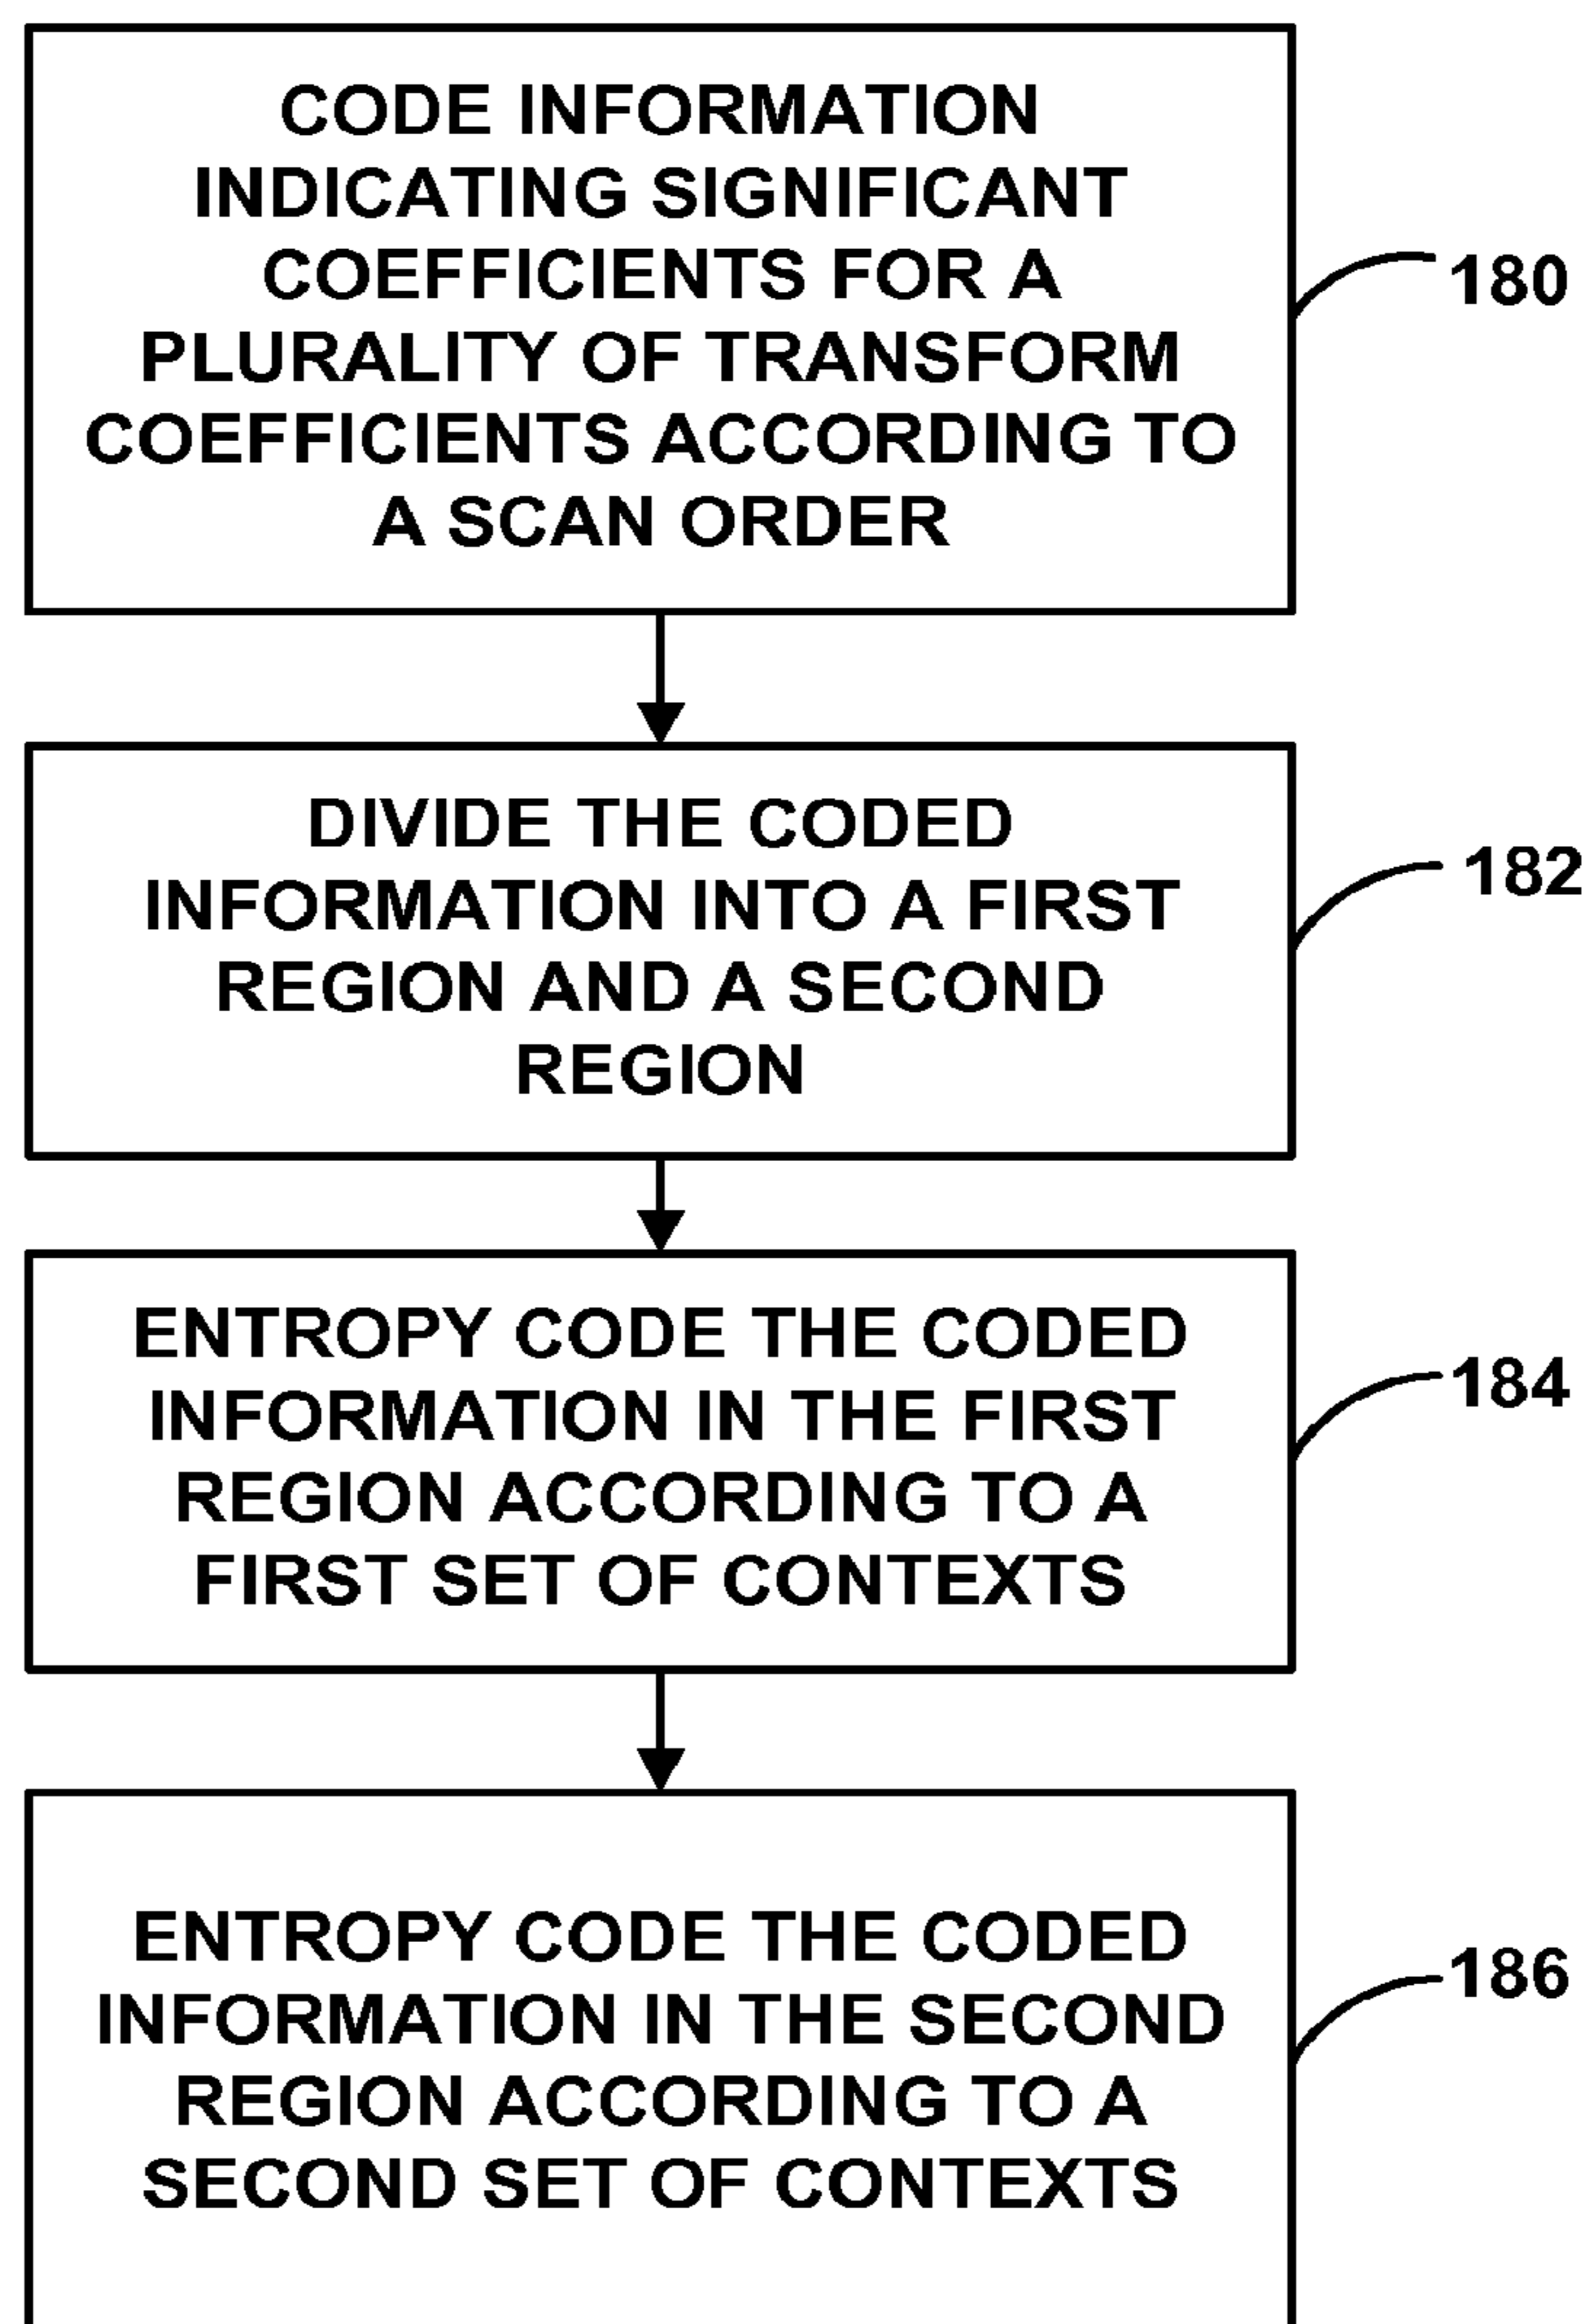 CODE INFORMATION
INDICATING SIGNIFICANT
COEFFICIENTS FOR A
PLURALITY OF TRANSFORM
COEFFICIENTS ACCORDING TO
A SCAN ORDER
180
DIVIDE THE CODED
INFORMATION INTO A FIRST
REGION AND A SECOND
REGION
182
ENTROPY CODE THE CODED
INFORMATION IN THE FIRST
REGION ACCORDING TO A
FIRST SET OF CONTEXTS
184
ENTROPY CODE THE CODED
INFORMATION IN THE SECOND
REGION ACCORDING TO A
SECOND SET OF CONTEXTS
186